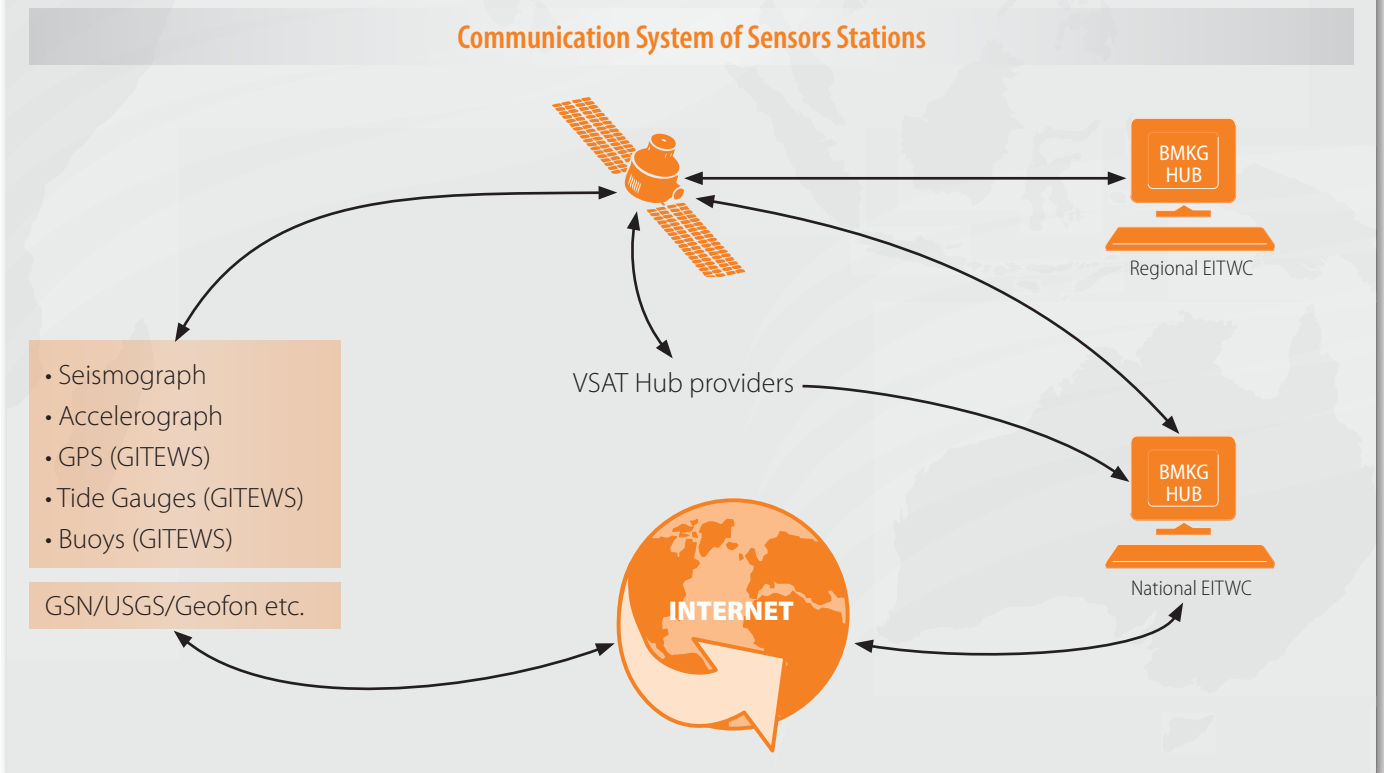 Communication System of Sensors Stations
BMKG
HUB
Regional EITWC
• Seismograph
• Accelerograph
• GPS (GITEWS)
• Tide Gauges (GITEWS)
• Buoys (GITEWS)
VSAT Hub providers
BMKG
HUB
National EITWC
GSN/USGS/Geofon etc.
INTERNET